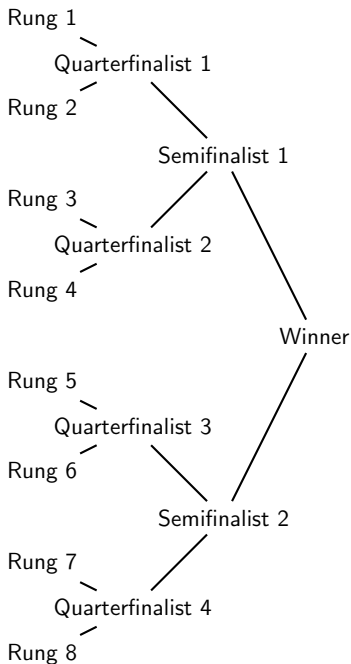 Rung 1
Quarterfinalist 1
Rung 2
Semifinalist 1
Rung 3
Quarterfinalist 2
Rung 4
Winner
Rung 5
Quarterfinalist 3
Rung 6
Semifinalist 2
Rung 7
Quarterfinalist 4
Rung 8